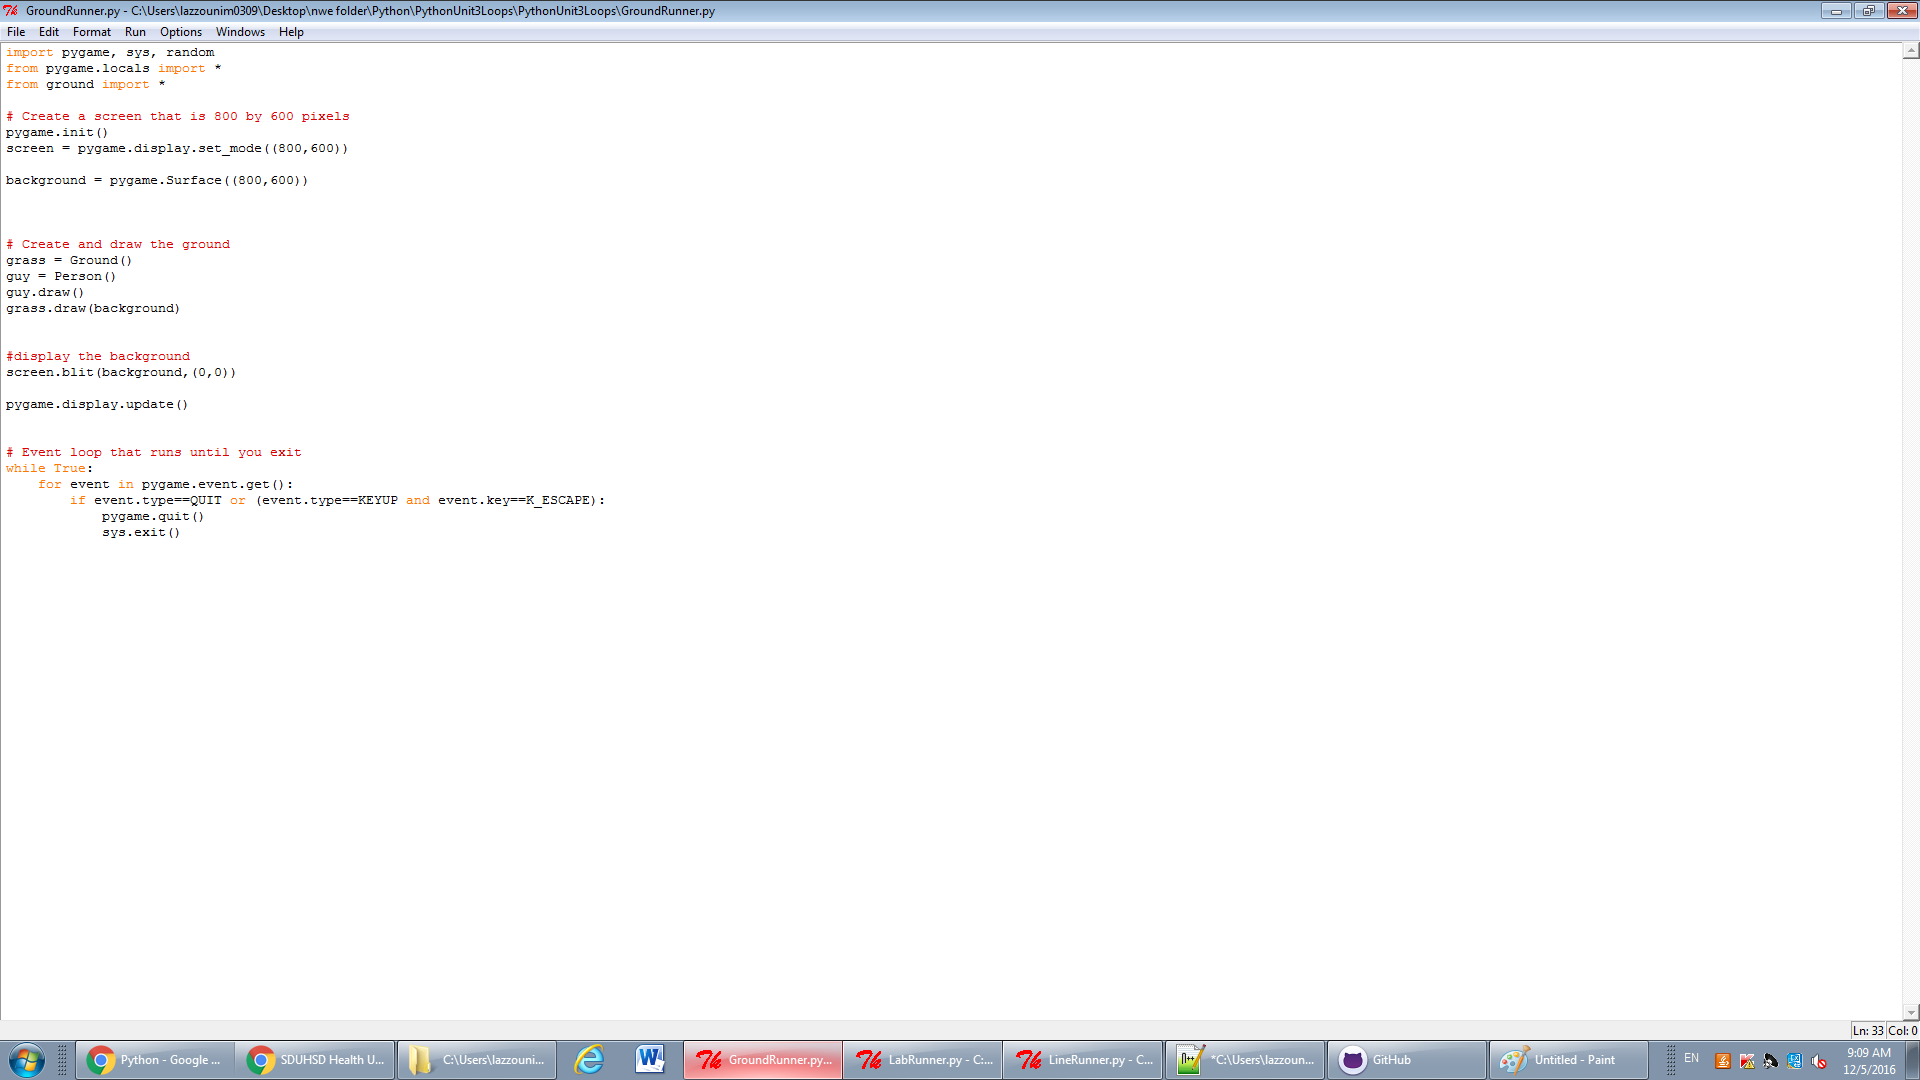 GroundRunner.py - C:\Users\lazzounim0309\Desktop\nwe folder\Python\PythonUnit3Loops\PythonUnit3Loops\GroundRunner.py
File Edit Format Run Options Windows Help
import pygame, sys, random
from pygame.locals import *
from ground import *
# Create a screen that is 800 by 600 pixels
pygame.init()
screen = pygame.display.set_mode((800,600))
background = pygame.Surface((800,600))
# Create and draw the ground
grass = Ground()
guy = Person()
guy.draw()
grass.draw(background)
#display the background
screen.blit(background,(0,0))
pygame.display.update()
# Event loop that runs until you exit
while True:
    for event in pygame.event.get():
        if event.type==QUIT or (event.type==KEYUP and event.key==K_ESCAPE):
            pygame.quit()
            sys.exit()
Ln: 33 Col: 0
Python - Google ... SDUHSD Health U... C:\Users\lazzouni... GroundRunner.py... LabRunner.py - C:... LineRunner.py - C... *C:\Users\lazzoun... GitHub Untitled - Paint EN 9:09 AM
12/5/2016